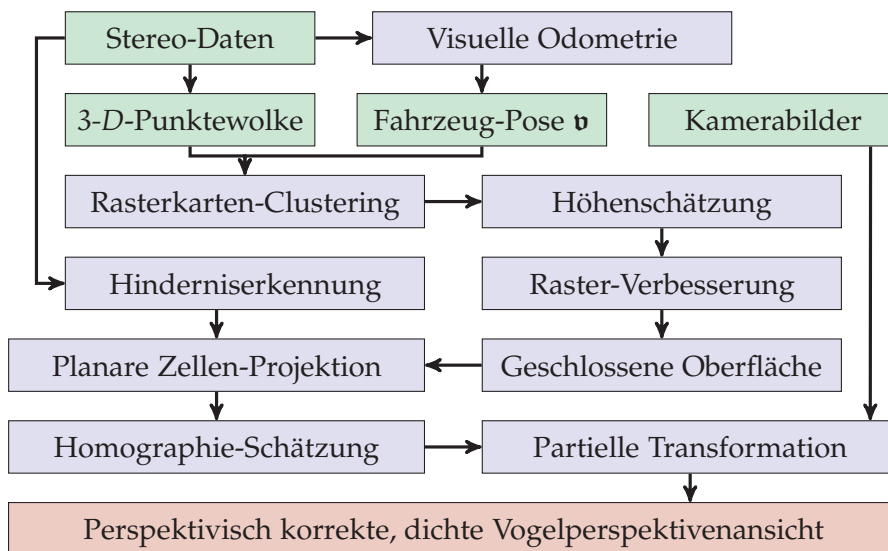 Stereo-Daten
Visuelle Odometrie
3-D-Punktewolke
Fahrzeug-Pose 𝖛
Kamerabilder
Rasterkarten-Clustering
Höhenschätzung
Hinderniserkennung
Raster-Verbesserung
Planare Zellen-Projektion
Geschlossene Oberfläche
Homographie-Schätzung
Partielle Transformation
Perspektivisch korrekte, dichte Vogelperspektivenansicht